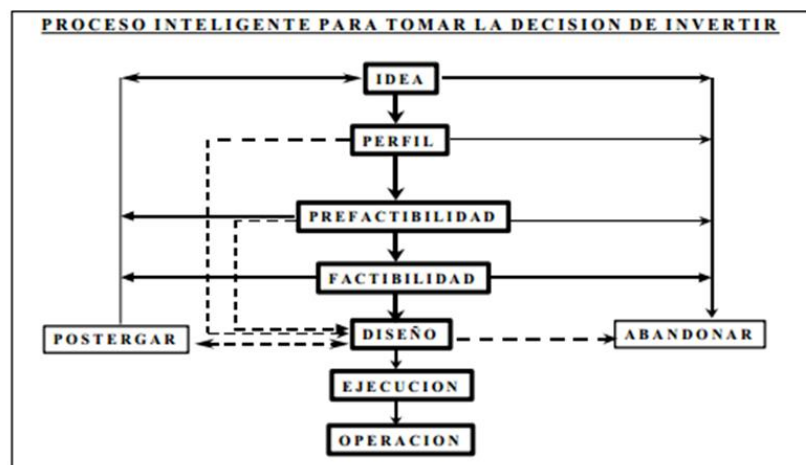 PROCESO INTELIGENTE PARA TOMAR LA DECISION DE INVERTIR
IDEA
PERFIL
PREFACTIBILIDAD
FACTIBILIDAD
POSTERGAR
DISEÑO
ABANDONAR
EJECUCION
OPERACION